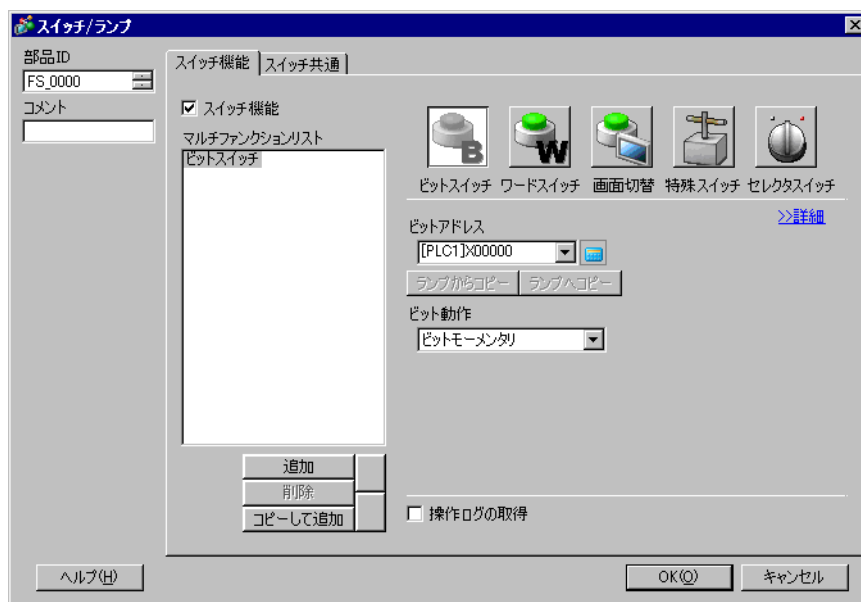 スイッチ/ランプ
部品ID
FS_0000
コメント
スイッチ機能
スイッチ共通
スイッチ機能
マルチファンクションリスト
ビットスイッチ
追加
削除
コピーして追加
B
W
ビットスイッチ
ワードスイッチ
画面切替
特殊スイッチ
セレクタスイッチ
>>詳細
ビットアドレス
[PLC1]X00000
ランプからコピー
ランプへコピー
ビット動作
ビットモーメンタリ
操作ログの取得
ヘルプ(H)
OK(O)
キャンセル